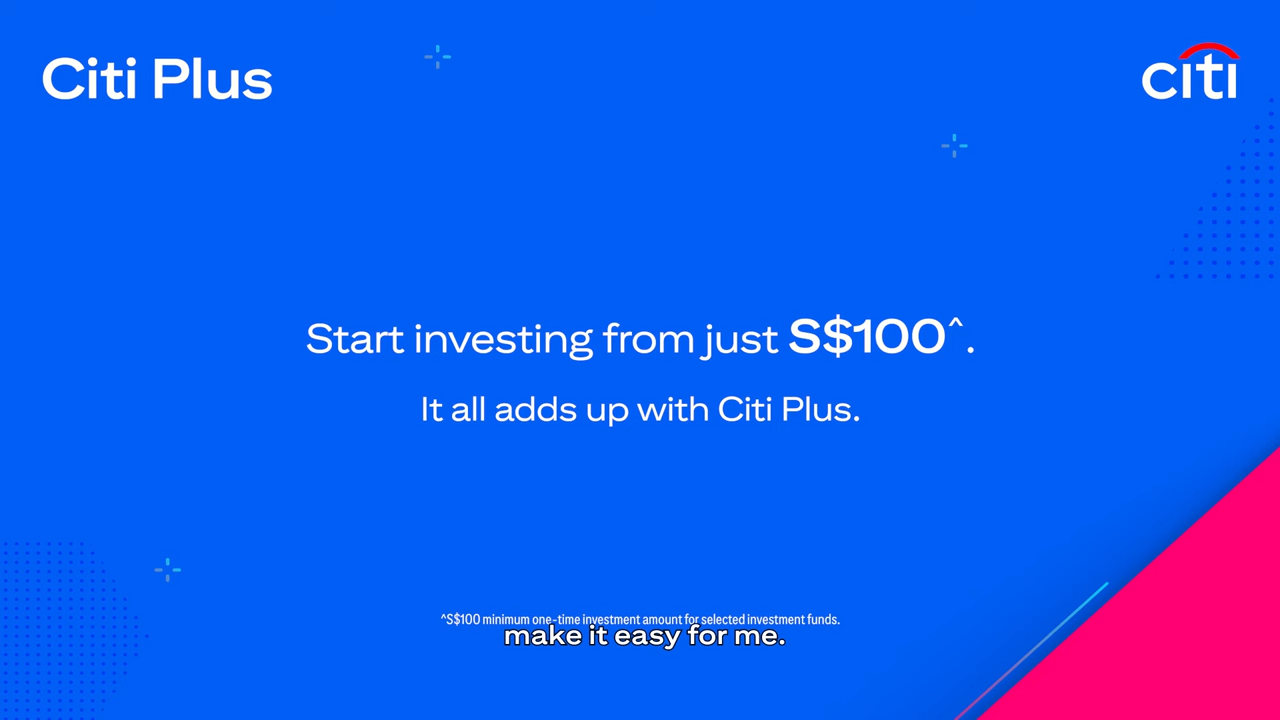 Citi Plus
citi
Start investing from just S$100^.
It all adds up with Citi Plus.
^S$100 minimum one-time investment amount for selected investment funds.
make it easy for me.